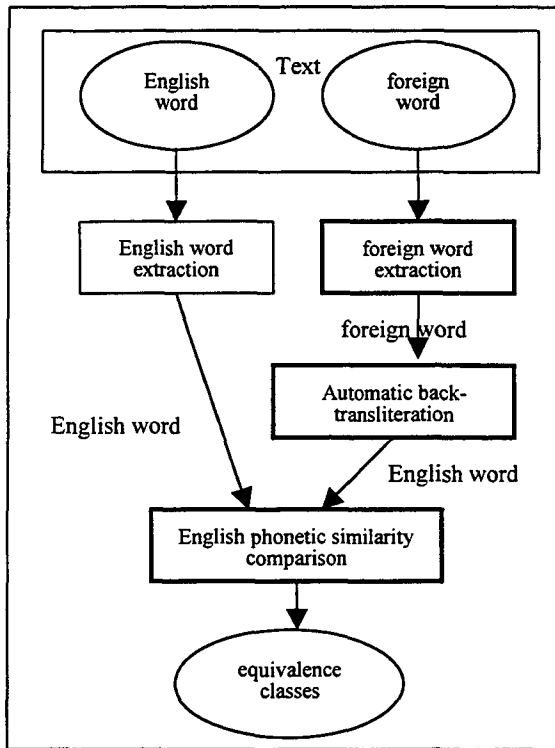 Text
English
word
foreign
word
English word
extraction
foreign word
extraction
foreign word
Automatic back-
transliteration
English word
English word
English phonetic similarity
comparison
equivalence
classes